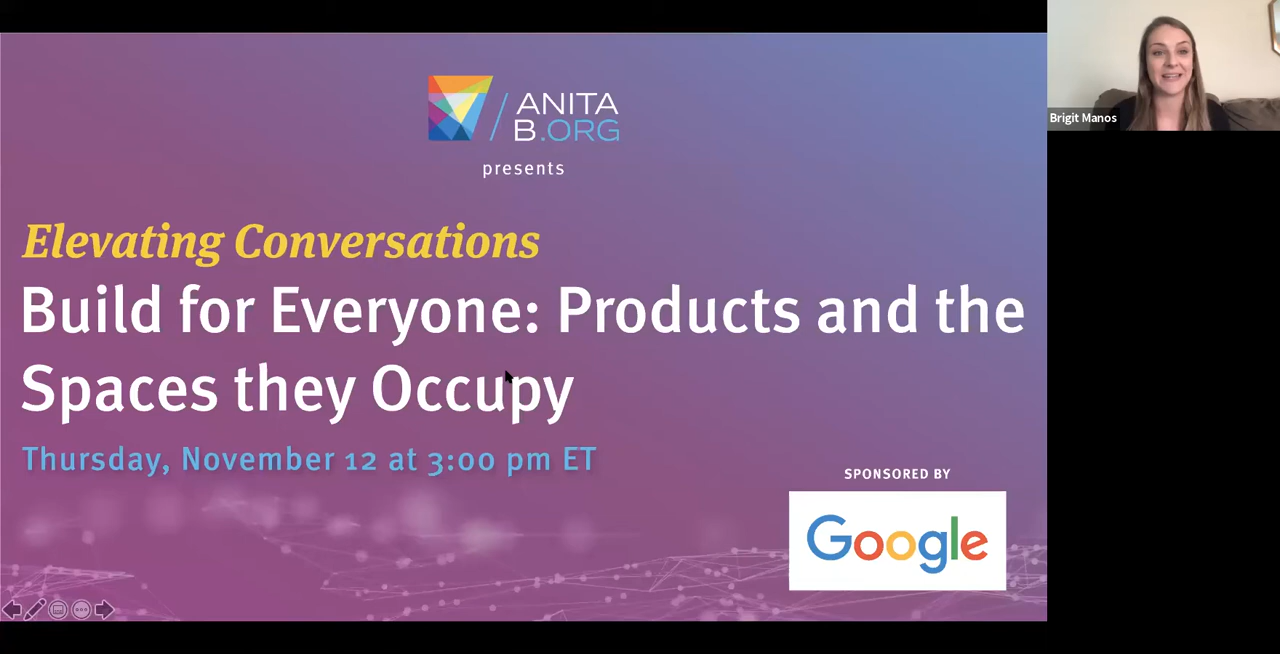 ANITA
B.ORG
presents
Elevating Conversations
Build for Everyone: Products and the
Spaces they Occupy
Thursday, November 12 at 3:00 pm ET
SPONSORED BY
Google
Brigit Manos